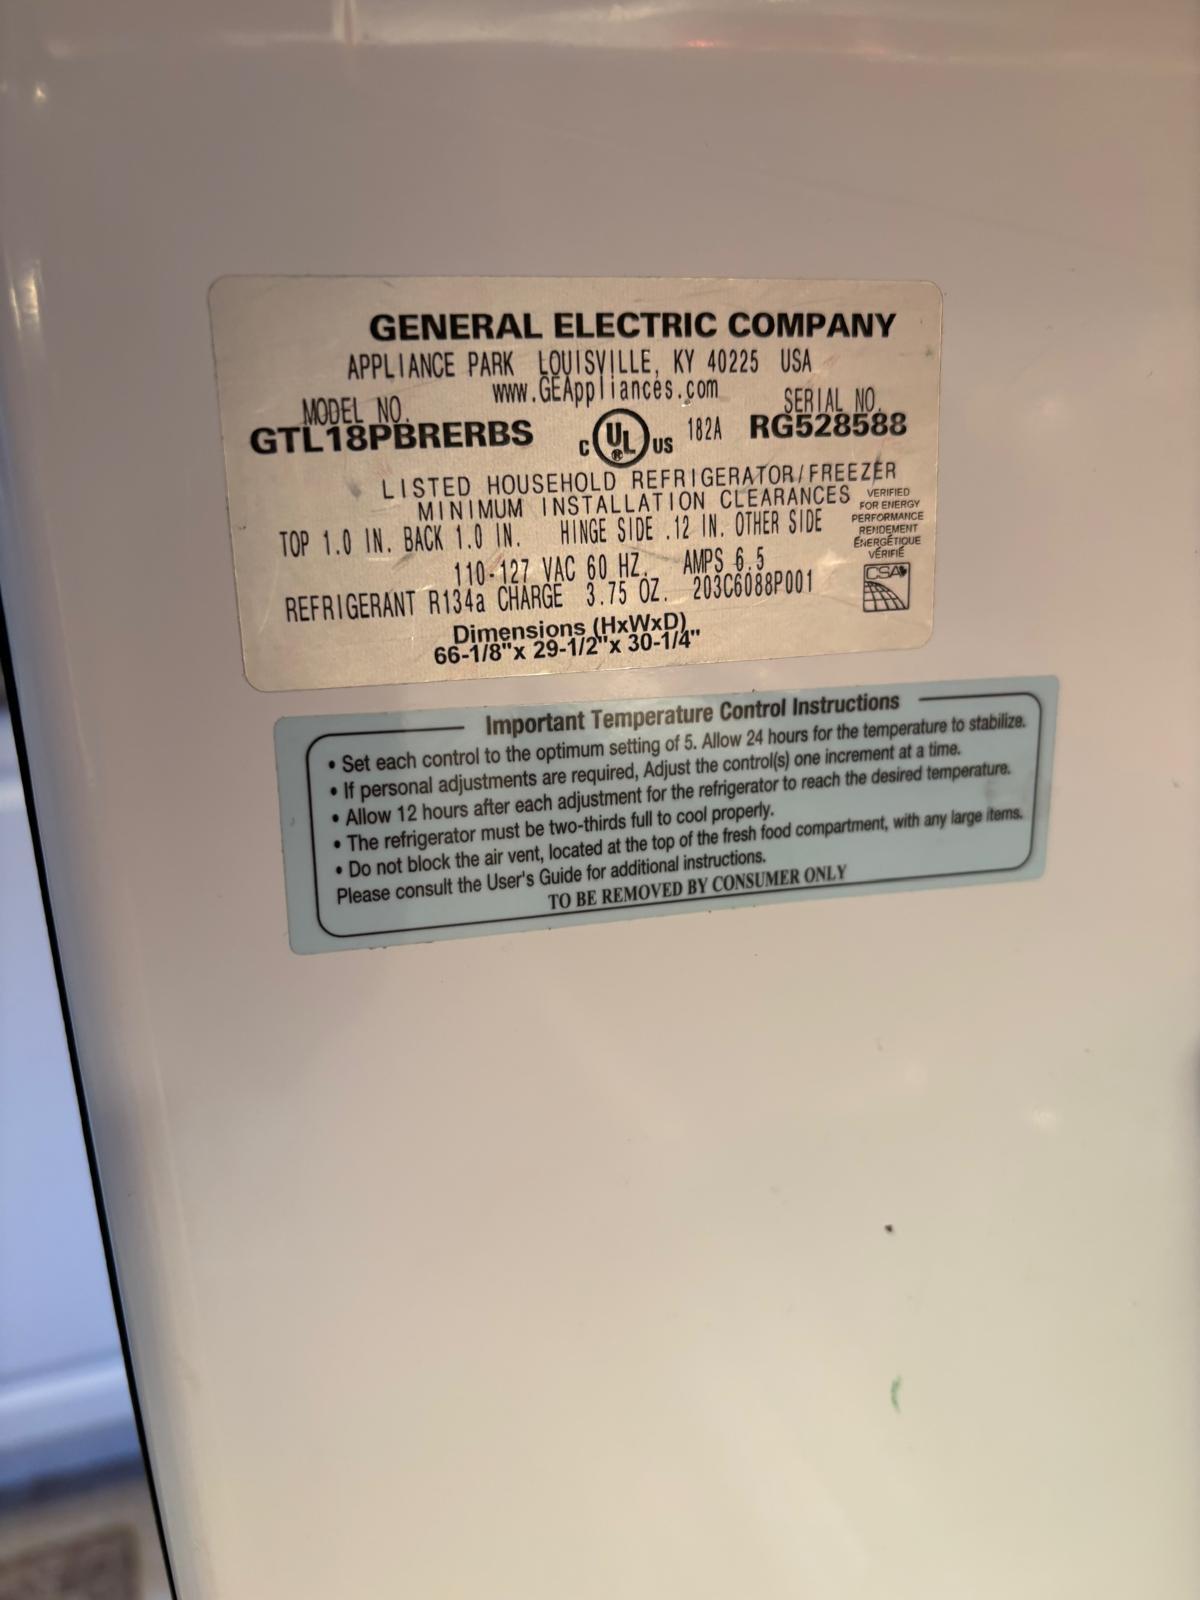 GENERAL ELECTRIC COMPANY
APPLIANCE PARK LOUISVILLE, KY 40225 USA
www.GEAppliances.com
MODEL NO. SERIAL NO.
GTL18PBRERBS C UL ® US 182A RG528588
LISTED HOUSEHOLD REFRIGERATOR/FREEZER
MINIMUM INSTALLATION CLEARANCES
TOP 1.0 IN. BACK 1.0 IN. HINGE SIDE .12 IN. OTHER SIDE
VERIFIED
FOR ENERGY
PERFORMANCE
RENDEMENT
ÉNERGÉTIQUE
VÉRIFIÉ
CSA
110-127 VAC 60 HZ. AMPS 6.5
REFRIGERANT R134a CHARGE 3.75 OZ. 203C6088P001
Dimensions (HxWxD)
66-1/8"x 29-1/2"x 30-1/4"
Important Temperature Control Instructions
• Set each control to the optimum setting of 5. Allow 24 hours for the temperature to stabilize.
• If personal adjustments are required, Adjust the control(s) one increment at a time.
• Allow 12 hours after each adjustment for the refrigerator to reach the desired temperature.
• The refrigerator must be two-thirds full to cool properly.
• Do not block the air vent, located at the top of the fresh food compartment, with any large items.
Please consult the User's Guide for additional instructions.
TO BE REMOVED BY CONSUMER ONLY